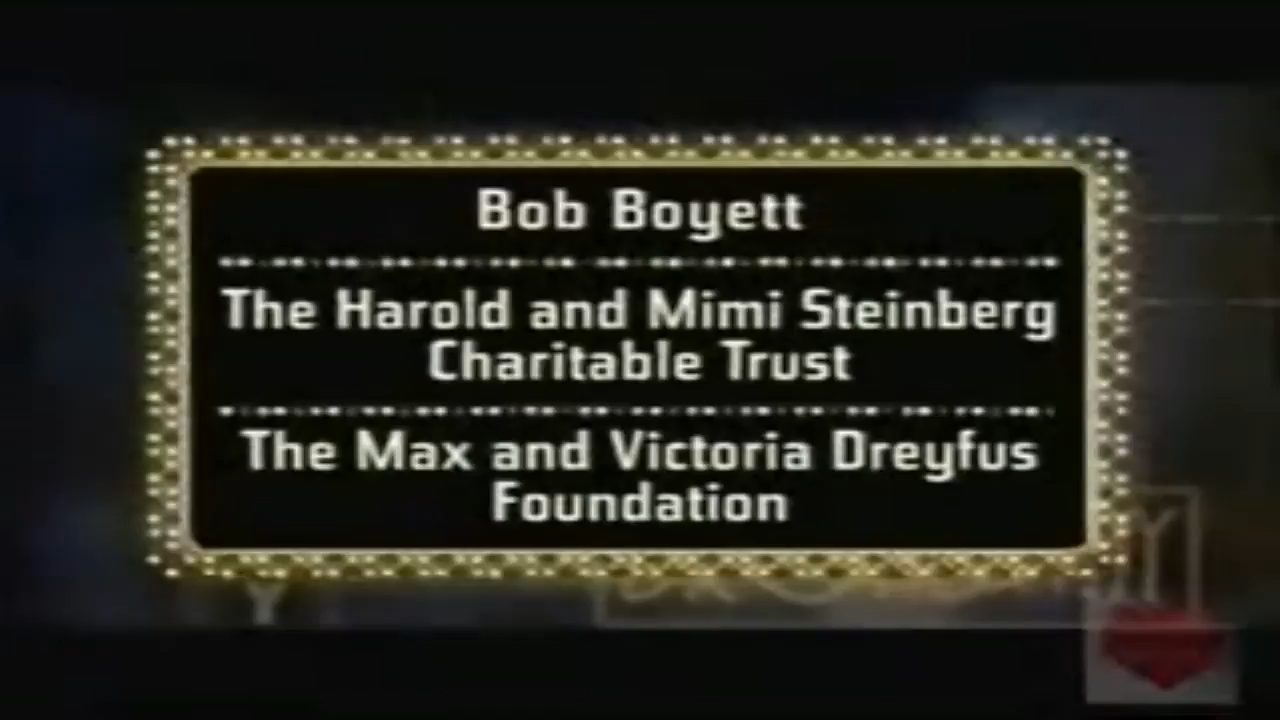 Bob Boyett
The Harold and Mimi Steinberg
Charitable Trust
The Max and Victoria Dreyfus
Foundation